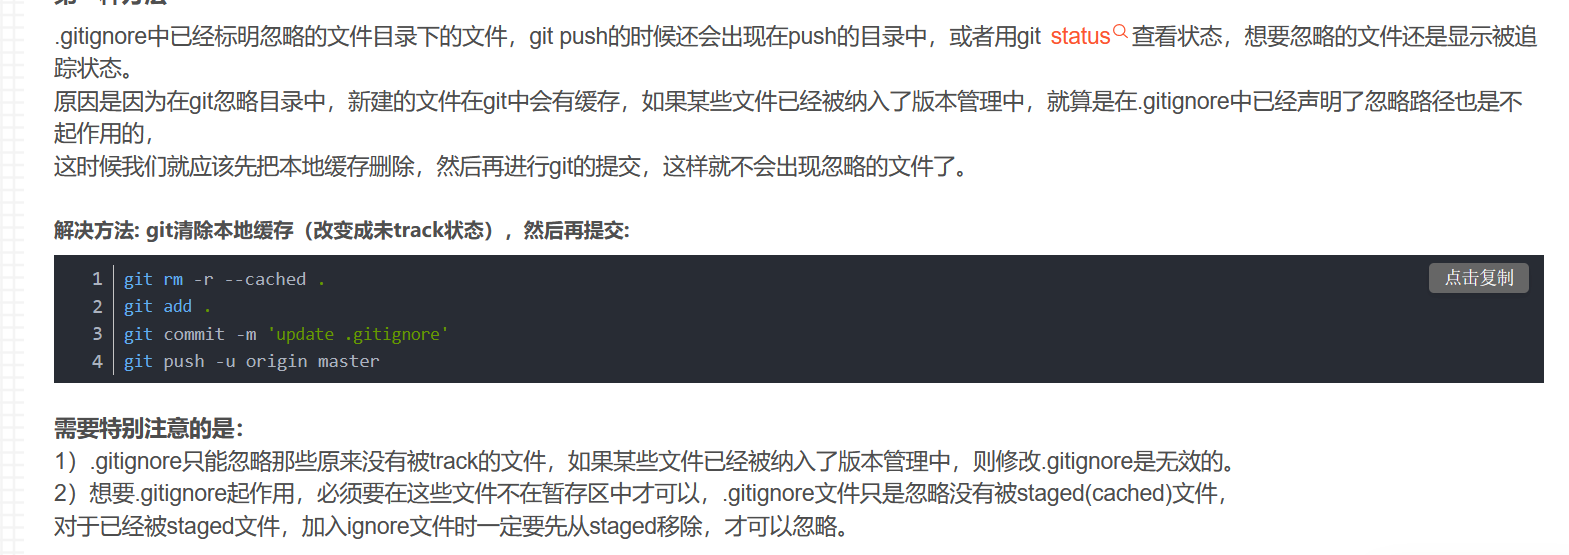 .gitignore中已经标明忽略的文件目录下的文件，git push的时候还会出现在push的目录中，或者用git status查看状态，想要忽略的文件还是显示被追
踪状态。
原因是因为在git忽略目录中，新建的文件在git中会有缓存，如果某些文件已经被纳入了版本管理中，就算是在.gitignore中已经声明了忽略路径也是不
起作用的，
这时候我们就应该先把本地缓存删除，然后再进行git的提交，这样就不会出现忽略的文件了。
解决方法: git清除本地缓存（改变成未track状态），然后再提交:
点击复制
1 git rm -r --cached .
2 git add .
3 git commit -m 'update .gitignore'
4 git push -u origin master
需要特别注意的是：
1）.gitignore只能忽略那些原来没有被track的文件，如果某些文件已经被纳入了版本管理中，则修改.gitignore是无效的。
2）想要.gitignore起作用，必须要在这些文件不在暂存区中才可以，.gitignore文件只是忽略没有被staged(cached)文件，
对于已经被staged文件，加入ignore文件时一定要先从staged移除，才可以忽略。